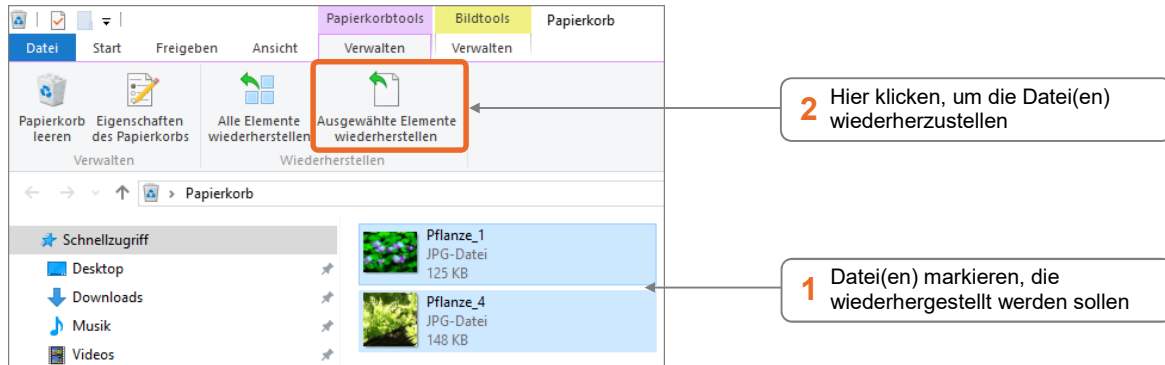 Papierkorbtools Bildtools Papierkorb
Datei Start Freigeben Ansicht Verwalten Verwalten
Papierkorb leeren
Eigenschaften des Papierkorbs
Alle Elemente wiederherstellen
Ausgewählte Elemente wiederherstellen
Verwalten Wiederherstellen
2 Hier klicken, um die Datei(en)
wiederherzustellen
Papierkorb
Schnellzugriff
Desktop
Downloads
Musik
Videos
Pflanze_1
JPG-Datei
125 KB
Pflanze_4
JPG-Datei
148 KB
1 Datei(en) markieren, die
wiederhergestellt werden sollen